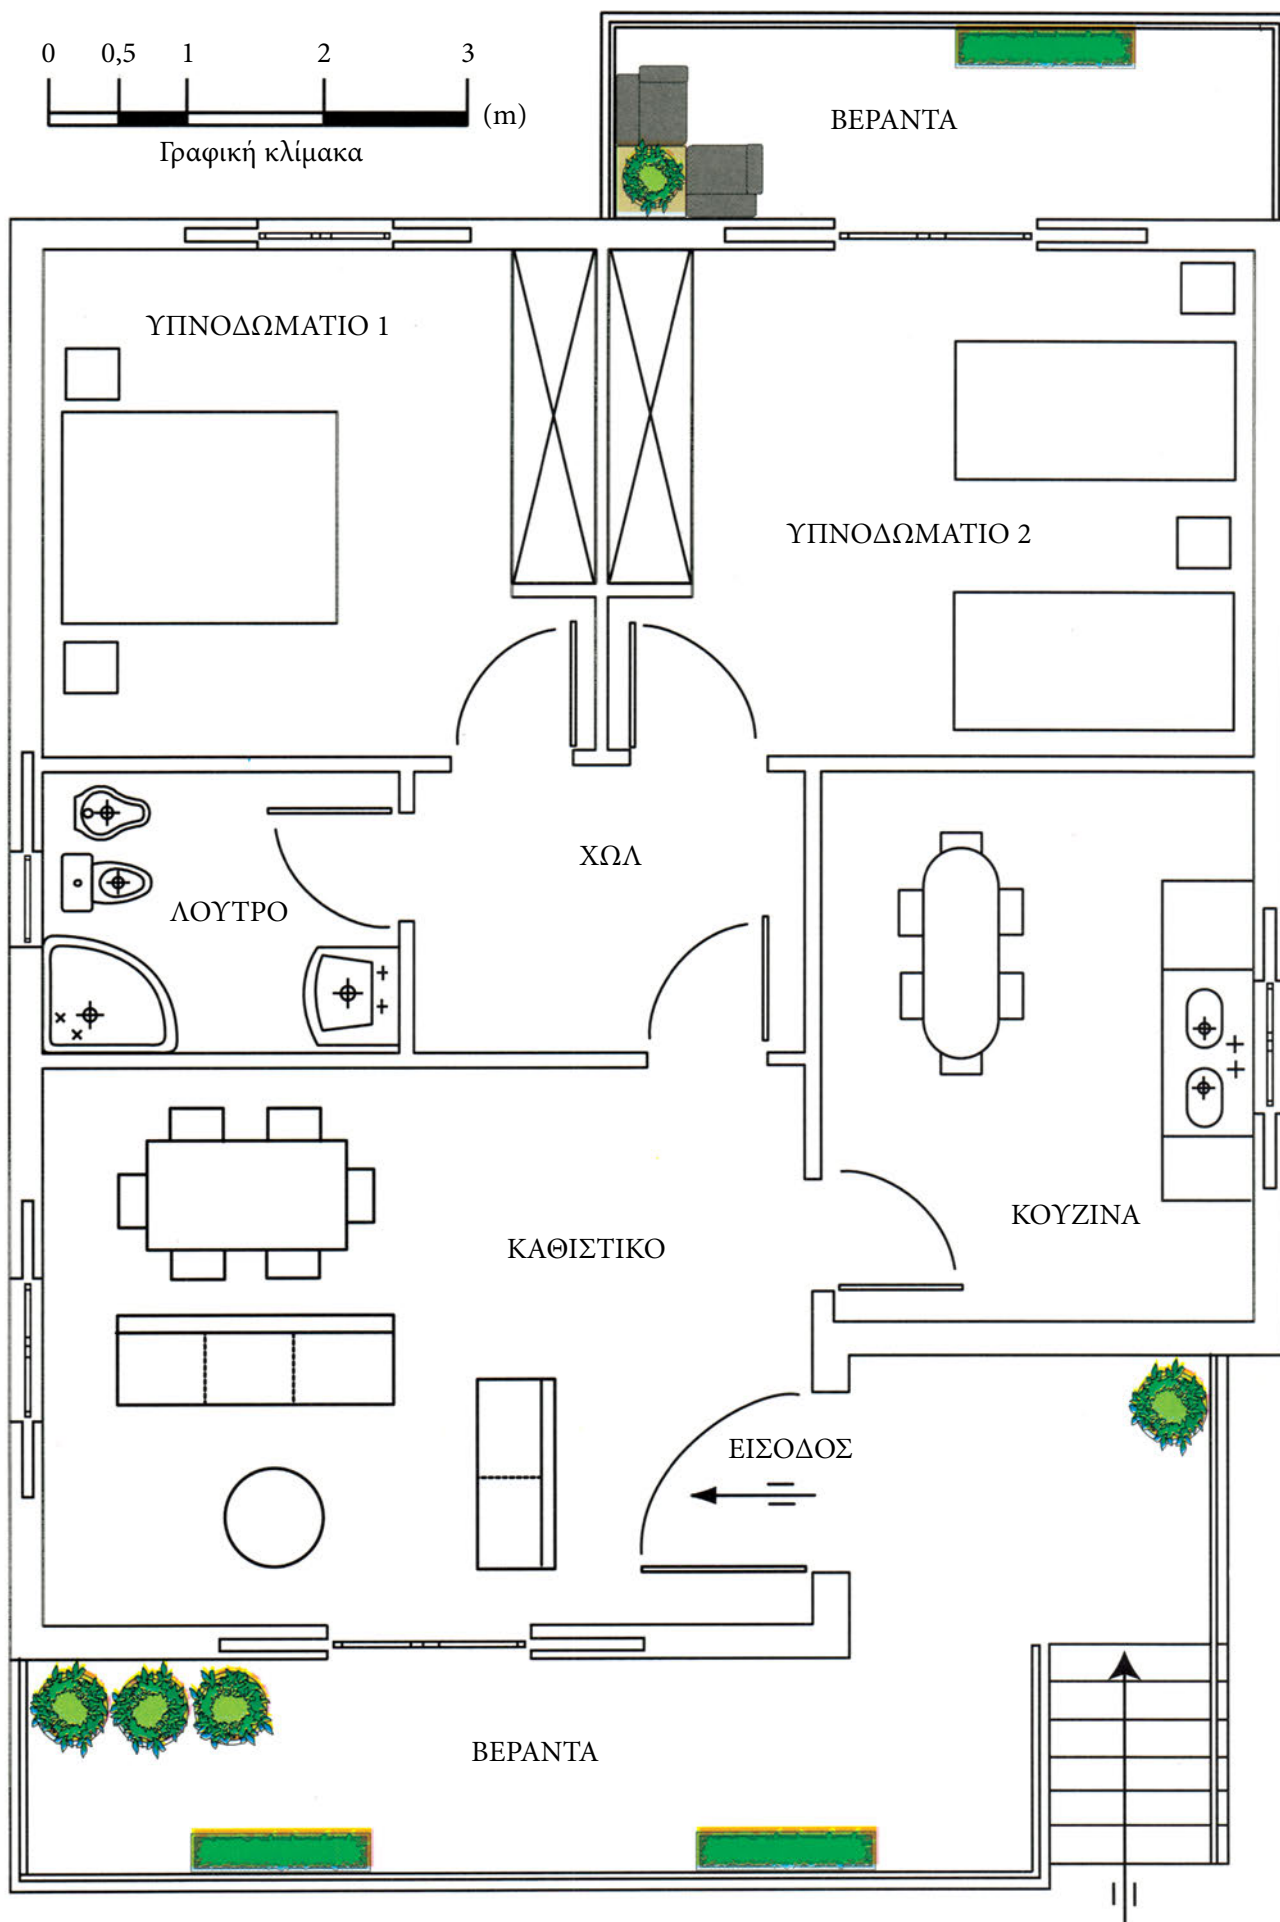 0 0,5 1 2 3
(m)
Γραφική κλίμακα
ΒΕΡΑΝΤΑ
ΥΠΝΟΔΩΜΑΤΙΟ 1
ΥΠΝΟΔΩΜΑΤΙΟ 2
ΧΩΛ
ΛΟΥΤΡΟ
ΚΟΥΖΙΝΑ
ΚΑΘΙΣΤΙΚΟ
ΕΙΣΟΔΟΣ
ΒΕΡΑΝΤΑ